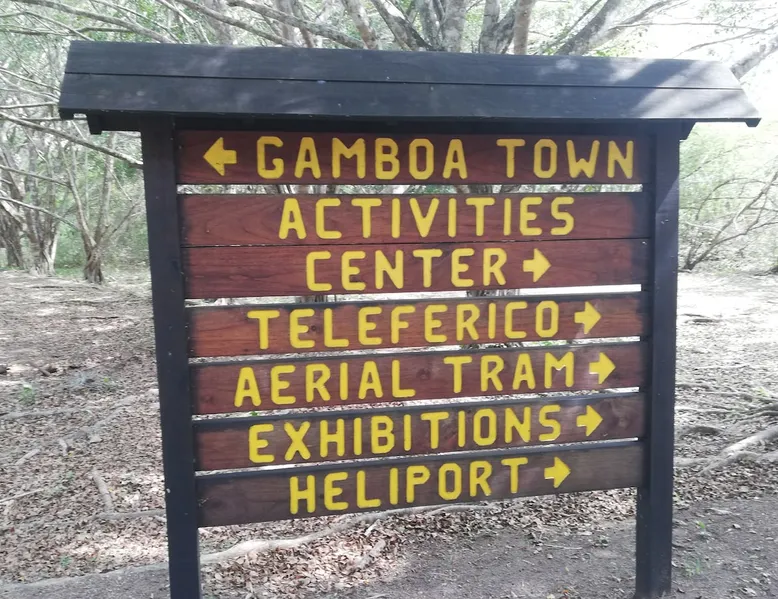 ← GAMBOA TOWN
ACTIVITIES
CENTER →
TELEFERICO →
AERIAL TRAM →
EXHIBITIONS →
HELIPORT →